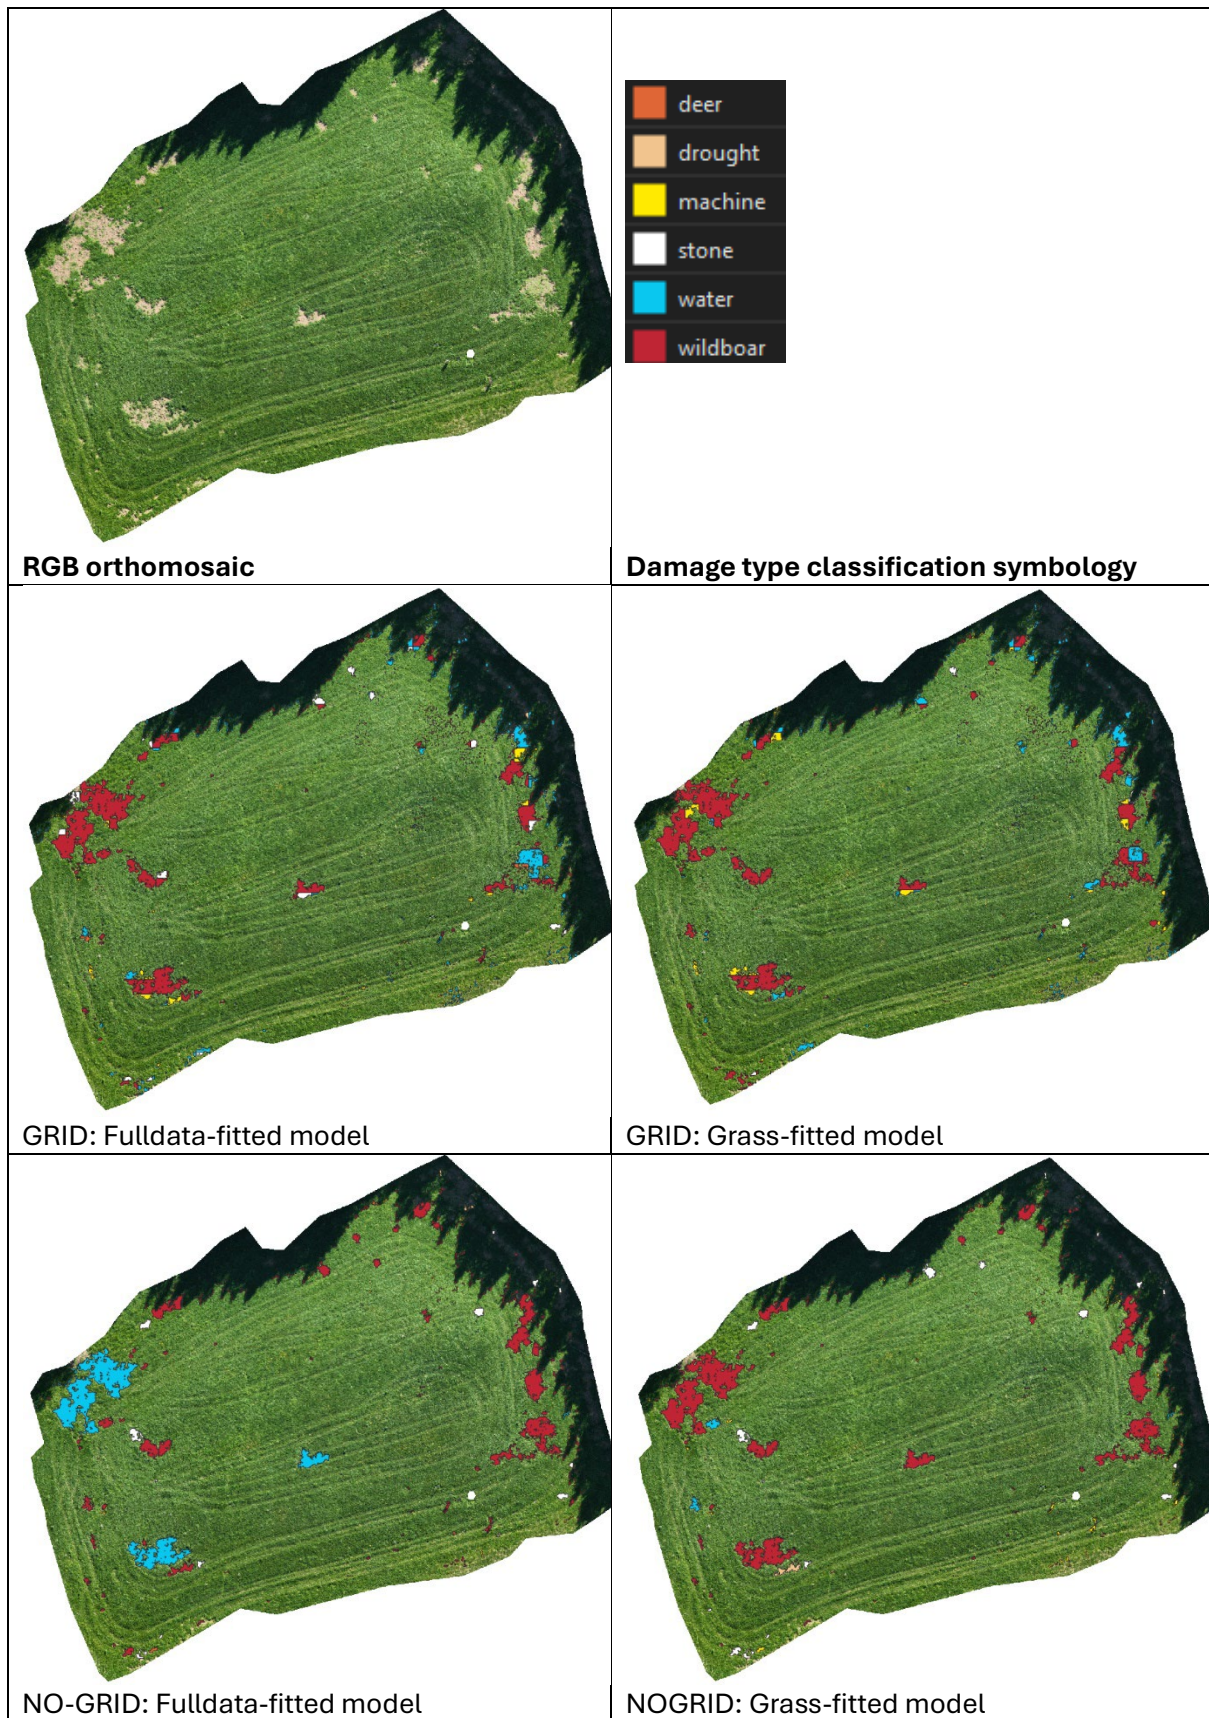 deer
drought
machine
stone
water
wildboar
RGB orthomosaic
Damage type classification symbology
GRID: Fulldata-fitted model
GRID: Grass-fitted model
NO-GRID: Fulldata-fitted model
NOGRID: Grass-fitted model